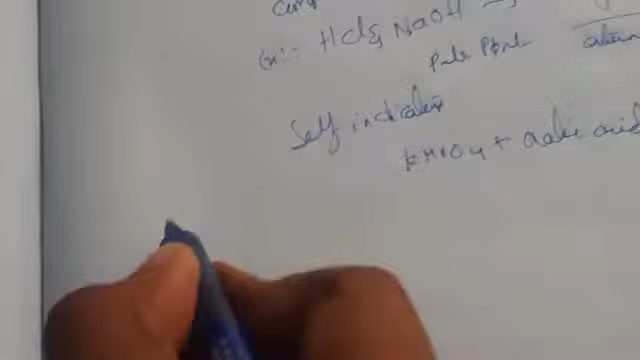 Ex:- HCl & NaOH →
Pale Pink
Self indicator
KMnO4 + oxalic acid